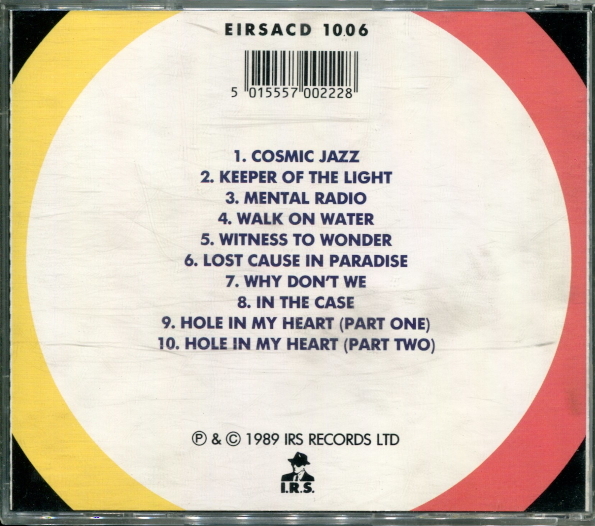 EIRSACD 1006
5 015557 002228
1. COSMIC JAZZ
2. KEEPER OF THE LIGHT
3. MENTAL RADIO
4. WALK ON WATER
5. WITNESS TO WONDER
6. LOST CAUSE IN PARADISE
7. WHY DON'T WE
8. IN THE CASE
9. HOLE IN MY HEART (PART ONE)
10. HOLE IN MY HEART (PART TWO)
℗ & © 1989 IRS RECORDS LTD
I.R.S.